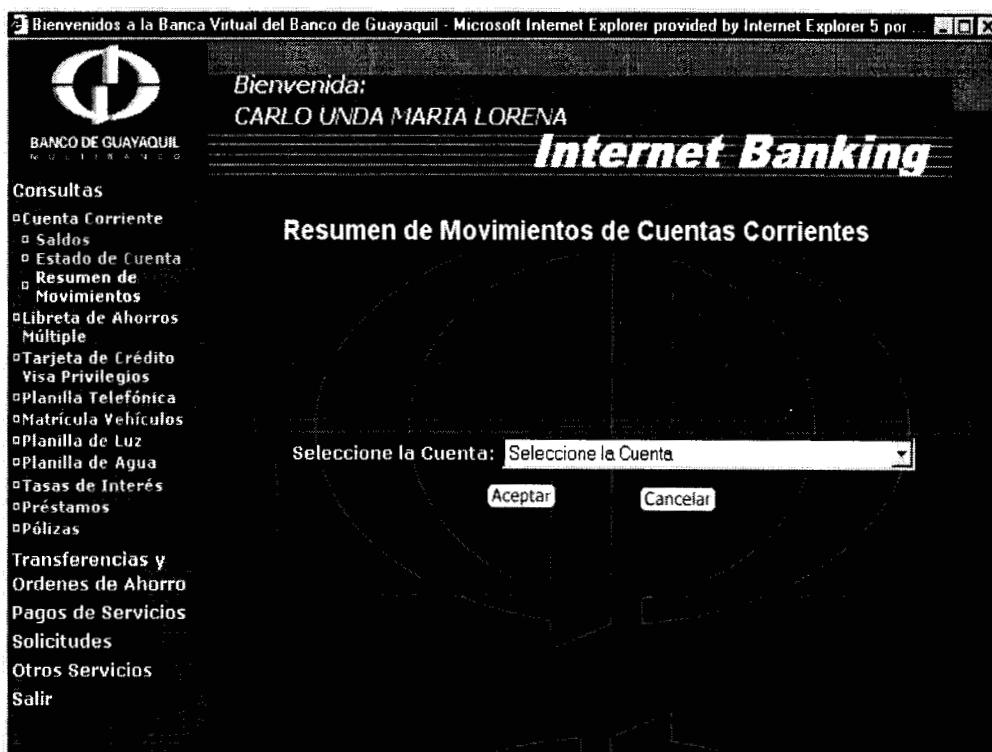 Bienvenidos a la Banca Virtual del Banco de Guayaquil - Microsoft Internet Explorer provided by Internet Explorer 5 por ...
BANCO DE GUAYAQUIL
MULTIBANCO
Bienvenida:
CARLO UNDA MARIA LORENA
Internet Banking
Consultas
Cuenta Corriente
Saldos
Estado de Cuenta
Resumen de
Movimientos
Libreta de Ahorros
Múltiple
Tarjeta de Crédito
Visa Privilegios
Planilla Telefónica
Matrícula Vehículos
Planilla de Luz
Planilla de Agua
Tasas de Interés
Préstamos
Pólizas
Transferencias y
Ordenes de Ahorro
Pagos de Servicios
Solicitudes
Otros Servicios
Salir
Resumen de Movimientos de Cuentas Corrientes
Seleccione la Cuenta: Seleccione la Cuenta
Aceptar Cancelar